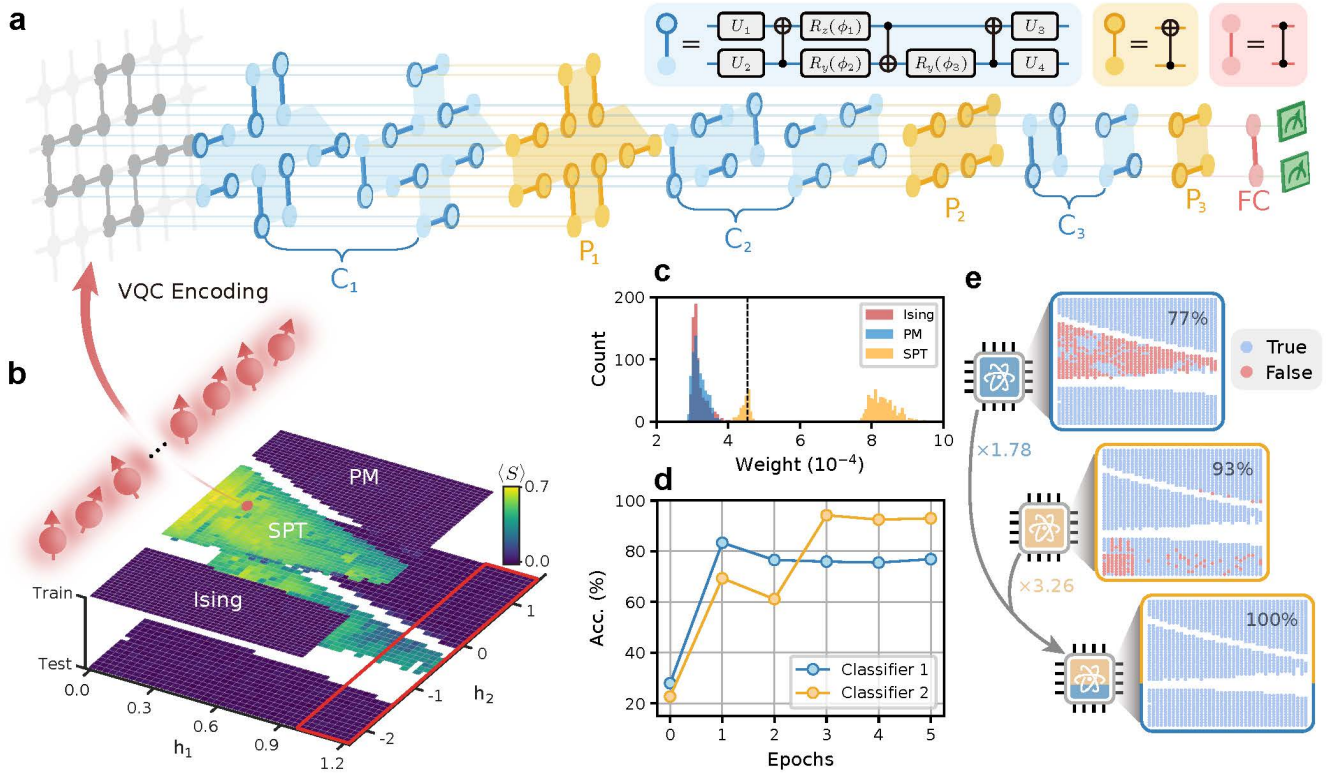 a
U₁ R_z(ϕ₁) U₃
U₂ R_y(ϕ₂) R_y(ϕ₃) U₄
= = =
C₁ P₁ C₂ P₂ C₃ P₃ FC
VQC Encoding
b
⟨S⟩
0.7
0.0
PM
SPT
Ising
Train
Test
0.0 0.3 0.6 0.9 1.2
h₁
-2 -1 0 1
h₂
c
Count
200
100
0
Ising
PM
SPT
2 4 6 8 10
Weight (10⁻⁴)
d
Acc. (%)
100
80
60
40
20
Classifier 1
Classifier 2
0 1 2 3 4 5
Epochs
e
77%
True
False
×1.78
93%
×3.26
100%